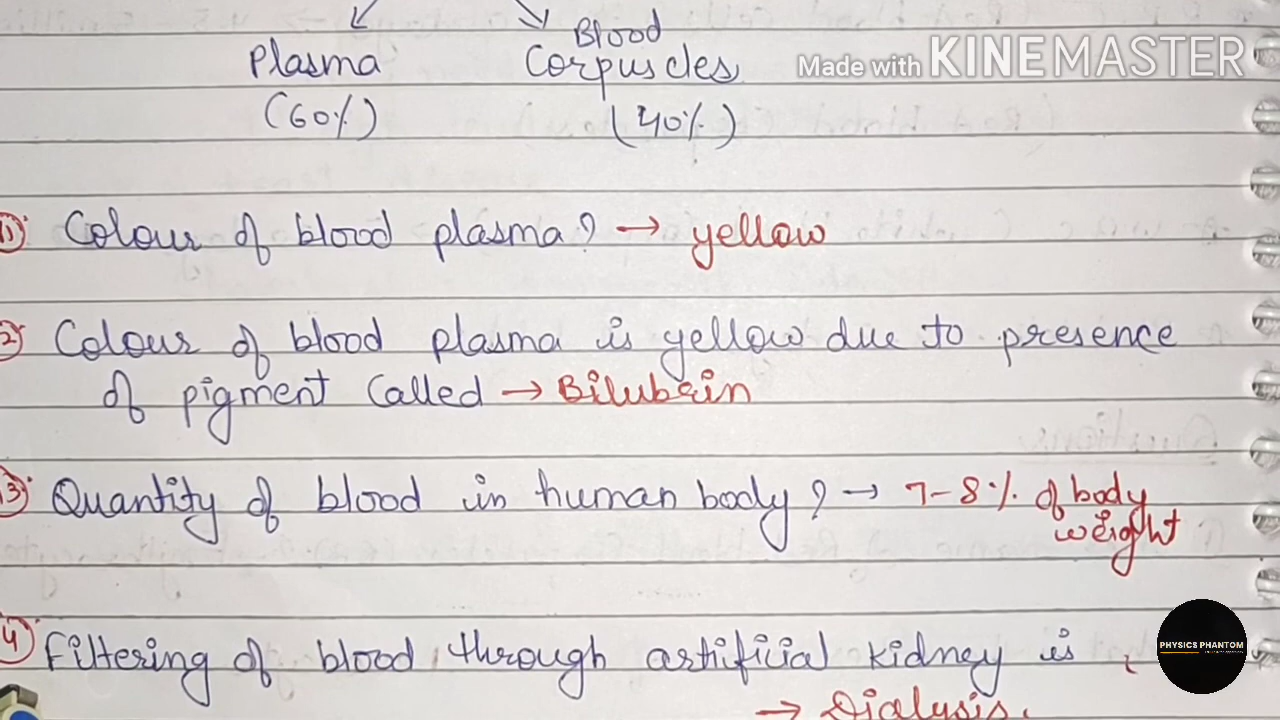 Blood
Plasma Corpuscles
Made with KINEMASTER
(60%) (40%)
(1) Colour of blood plasma? → yellow
(2) Colour of blood plasma is yellow due to presence
of pigment called → Bilubrin
(3) Quantity of blood in human body? → 7-8% of body
weight
(4) Filtering of blood through artificial kidney is
→ Dialysis.
PHYSICS PHANTOM